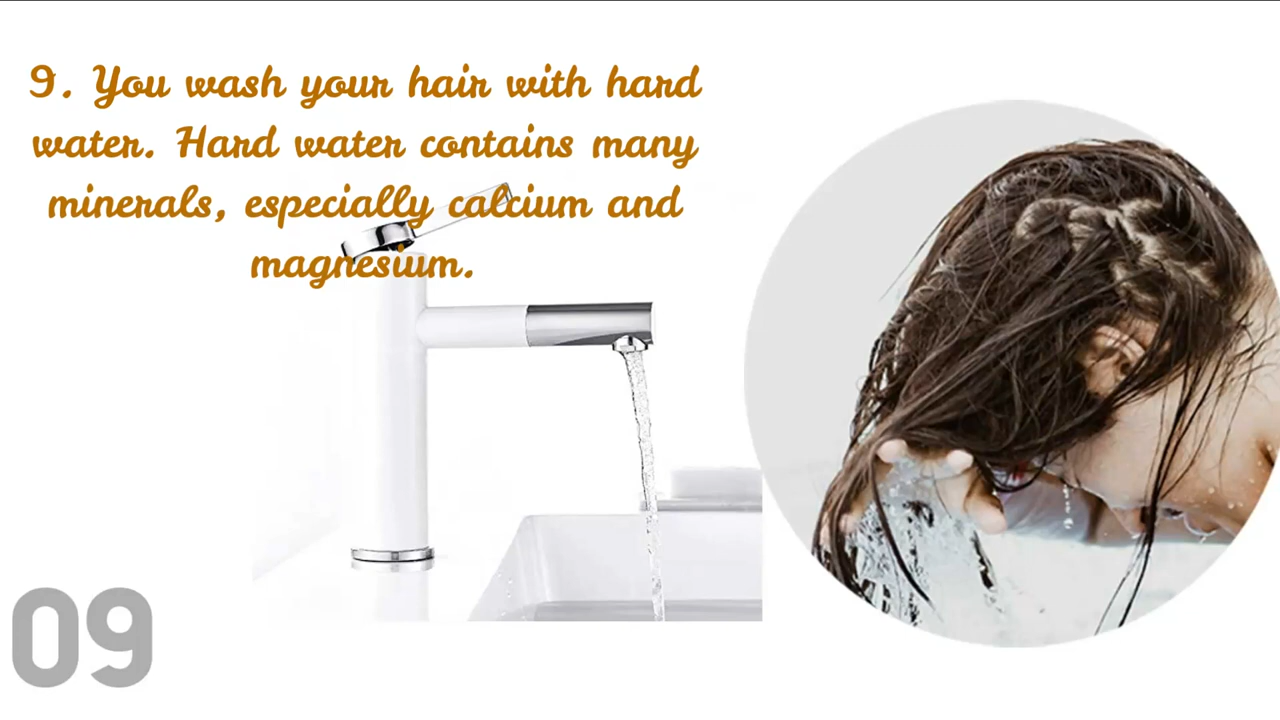 9. You wash your hair with hard
water. Hard water contains many
minerals, especially calcium and
magnesium.
09